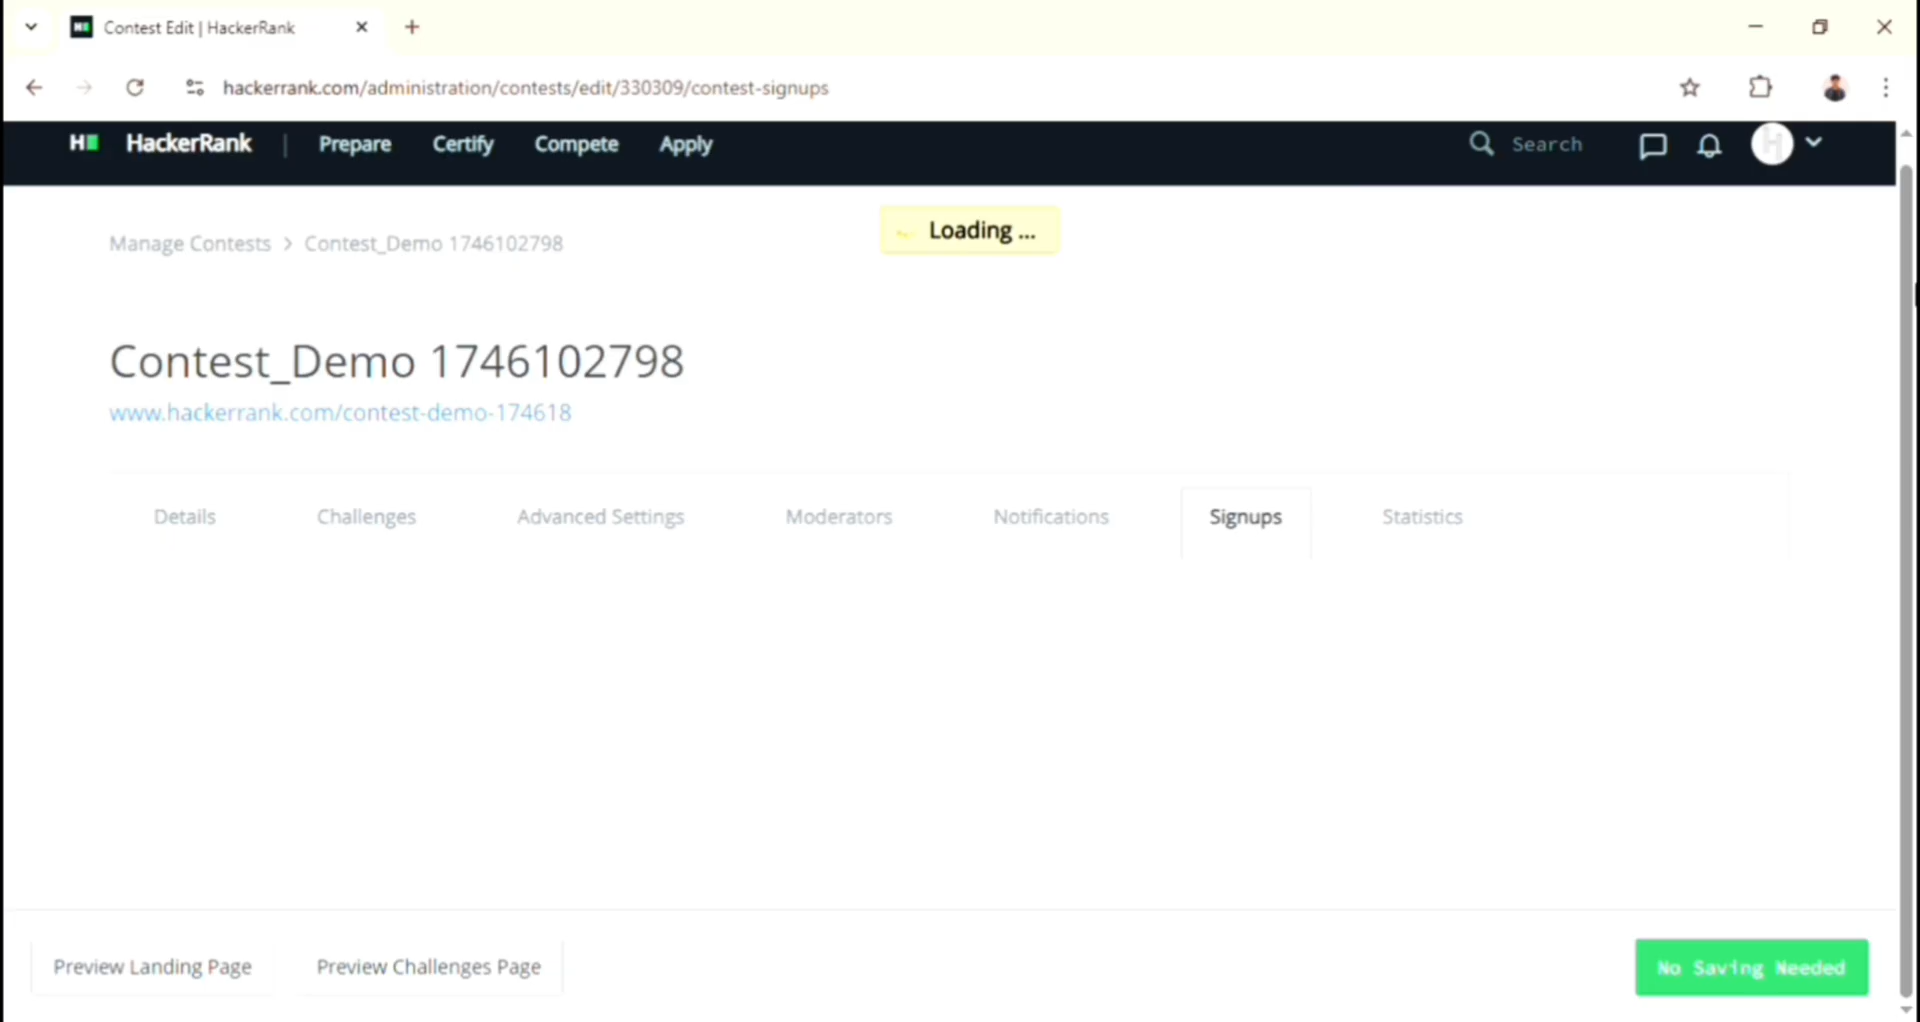 Contest Edit | HackerRank
hackerrank.com/administration/contests/edit/330309/contest-signups
HackerRank | Prepare Certify Compete Apply Search
Loading ...
Manage Contests > Contest_Demo 1746102798
Contest_Demo 1746102798
www.hackerrank.com/contest-demo-174618
Details Challenges Advanced Settings Moderators Notifications Signups Statistics
Preview Landing Page Preview Challenges Page No Saving Needed